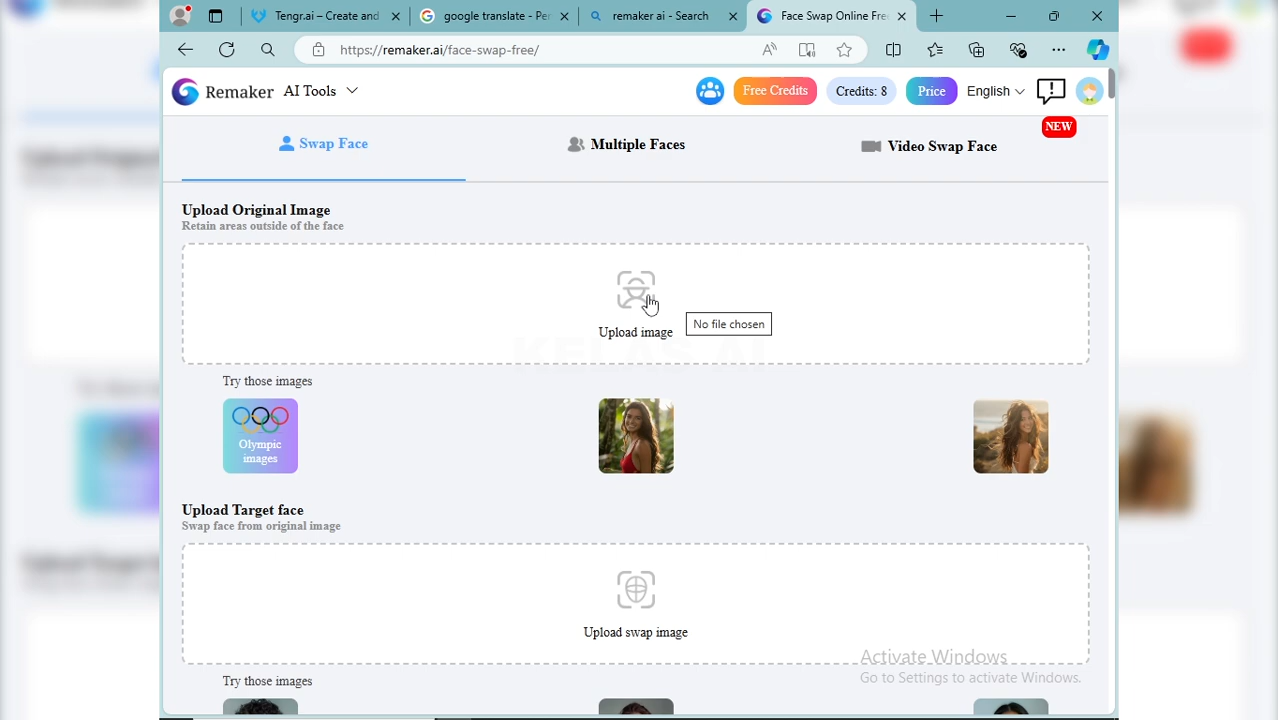 Tengr.ai – Create and
google translate - Per
remaker ai - Search
Face Swap Online Free
https://remaker.ai/face-swap-free/
Remaker AI Tools
Free Credits
Credits: 8
Price
English
Swap Face
Multiple Faces
Video Swap Face
NEW
Upload Original Image
Retain areas outside of the face
Upload image
No file chosen
KELAS AI
Try those images
Olympic
images
Upload Target face
Swap face from original image
Upload swap image
Activate Windows
Go to Settings to activate Windows.
Try those images